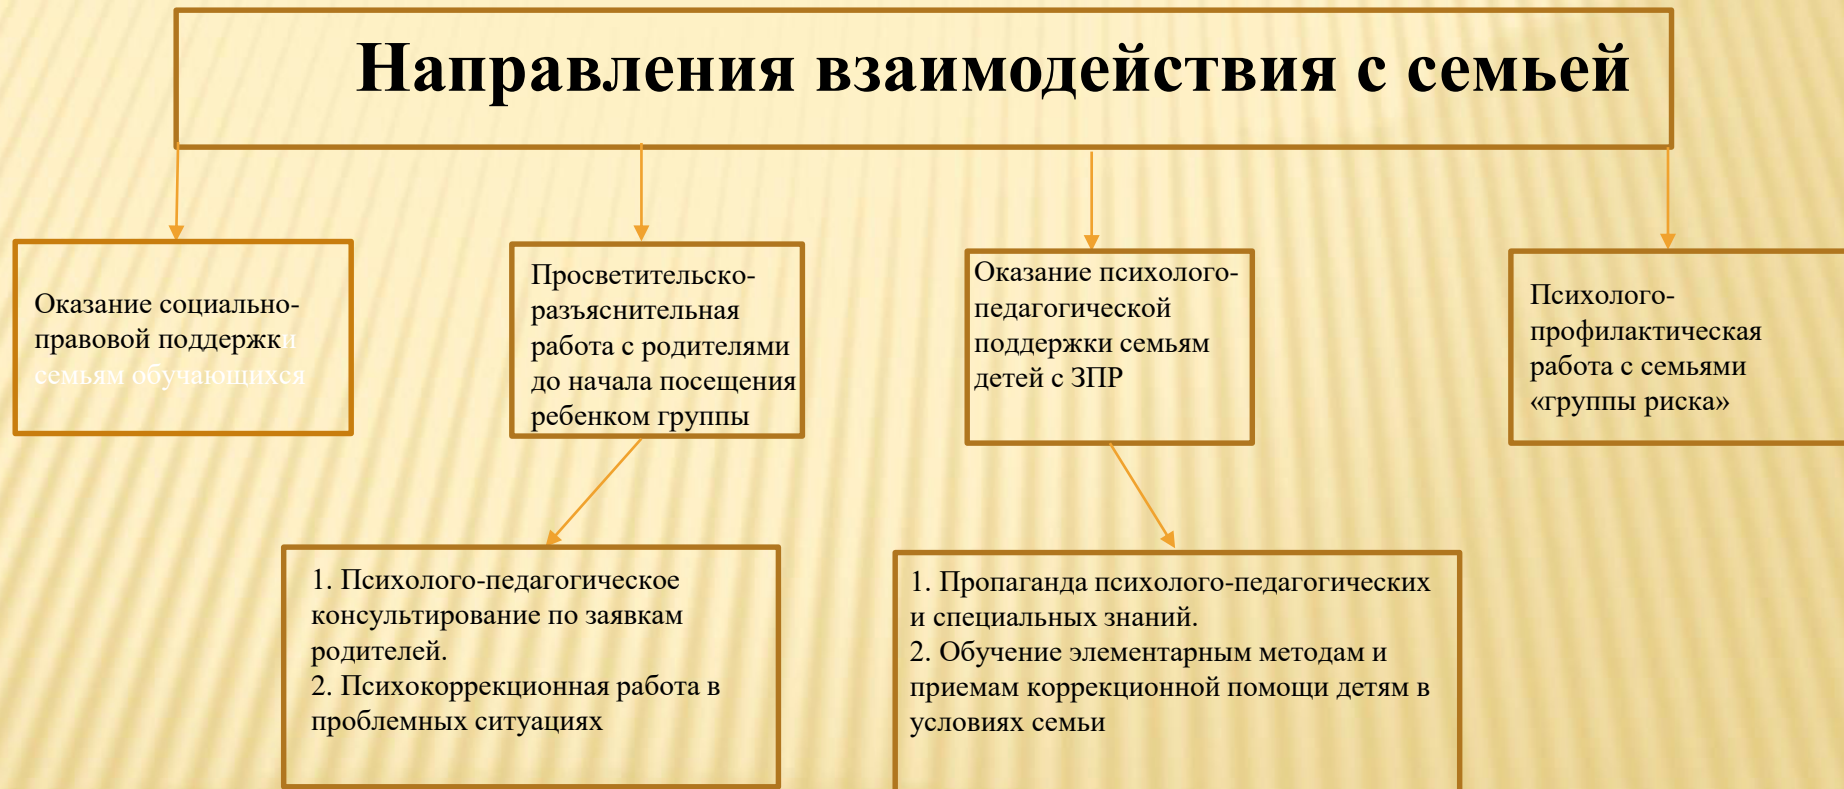 Направления взаимодействия с семьей
Оказание социально-
правовой поддержки
семьям обучающихся
Просветительско-
разъяснительная
работа с родителями
до начала посещения
ребенком группы
Оказание психолого-
педагогической
поддержки семьям
детей с ЗПР
Психолого-
профилактическая
работа с семьями
«группы риска»
1. Психолого-педагогическое
консультирование по заявкам
родителей.
2. Психокоррекционная работа в
проблемных ситуациях
1. Пропаганда психолого-педагогических
и специальных знаний.
2. Обучение элементарным методам и
приемам коррекционной помощи детям в
условиях семьи